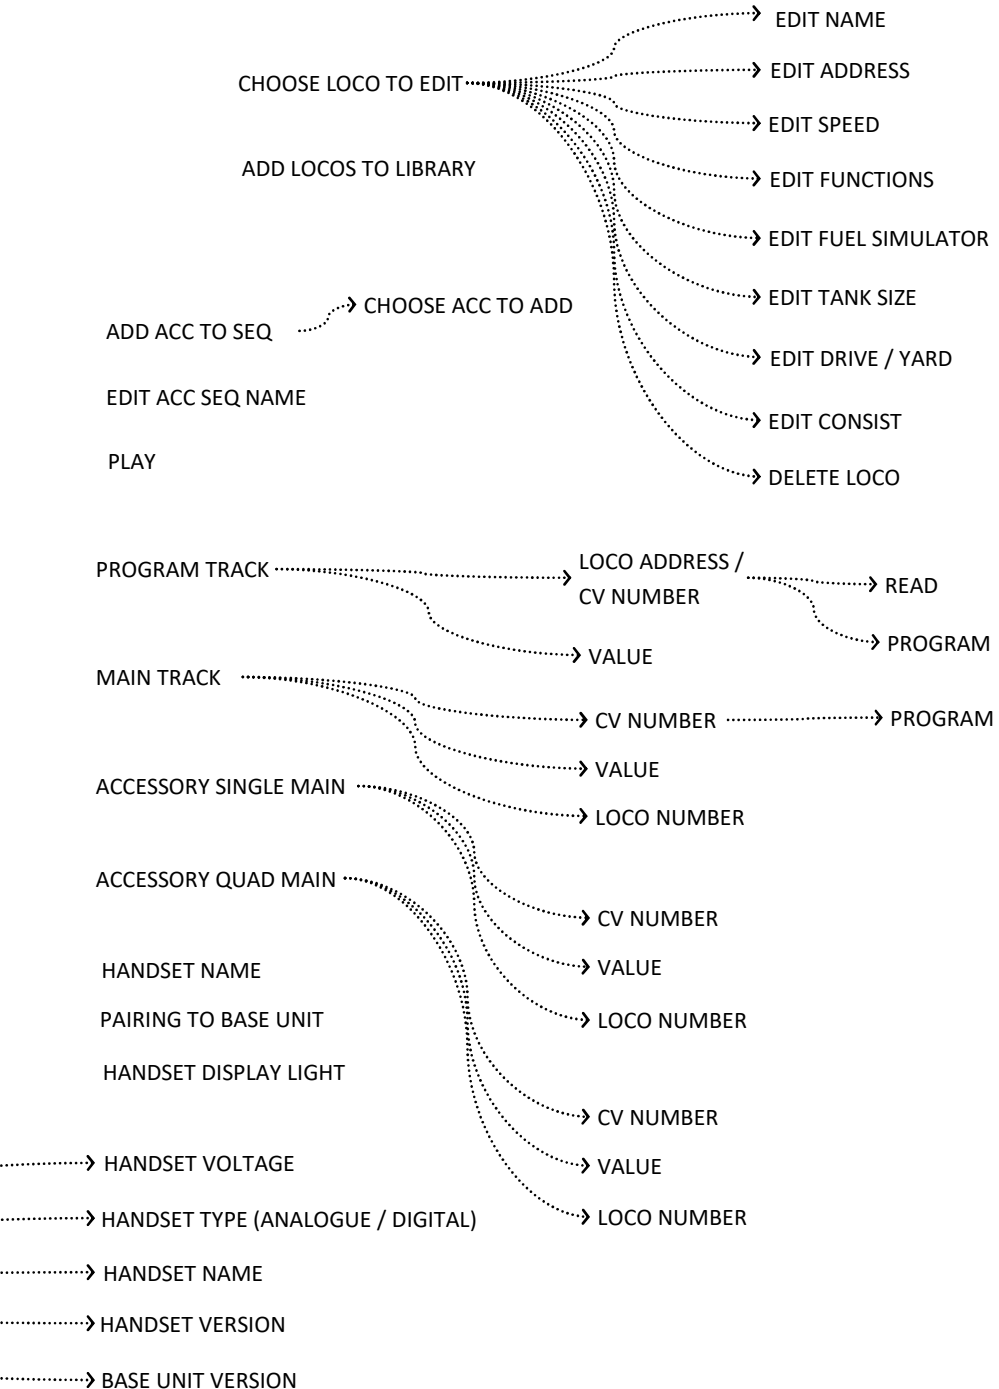 EDIT NAME
EDIT ADDRESS
CHOOSE LOCO TO EDIT
EDIT SPEED
ADD LOCOS TO LIBRARY
EDIT FUNCTIONS
EDIT FUEL SIMULATOR
EDIT TANK SIZE
CHOOSE ACC TO ADD
ADD ACC TO SEQ
EDIT DRIVE / YARD
EDIT ACC SEQ NAME
EDIT CONSIST
PLAY
DELETE LOCO
PROGRAM TRACK
LOCO ADDRESS /
CV NUMBER
READ
PROGRAM
VALUE
MAIN TRACK
CV NUMBER
PROGRAM
VALUE
ACCESSORY SINGLE MAIN
LOCO NUMBER
ACCESSORY QUAD MAIN
CV NUMBER
VALUE
HANDSET NAME
LOCO NUMBER
PAIRING TO BASE UNIT
HANDSET DISPLAY LIGHT
CV NUMBER
HANDSET VOLTAGE
VALUE
HANDSET TYPE (ANALOGUE / DIGITAL)
LOCO NUMBER
HANDSET NAME
HANDSET VERSION
BASE UNIT VERSION